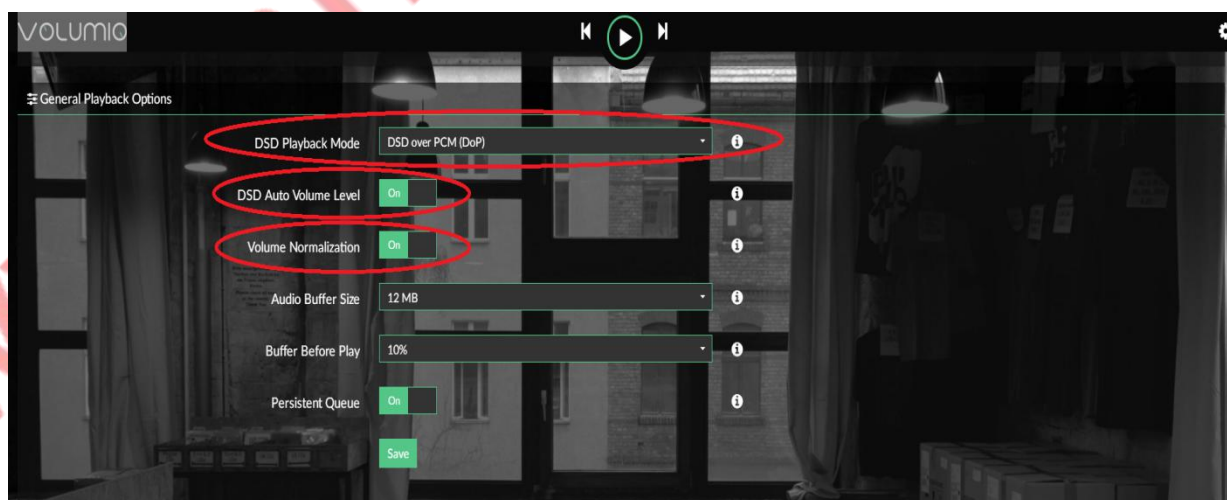 VOLUMIO
General Playback Options
DSD Playback Mode DSD over PCM (DoP)
DSD Auto Volume Level On
Volume Normalization On
Audio Buffer Size 12 MB
Buffer Before Play 10%
Persistent Queue On
Save